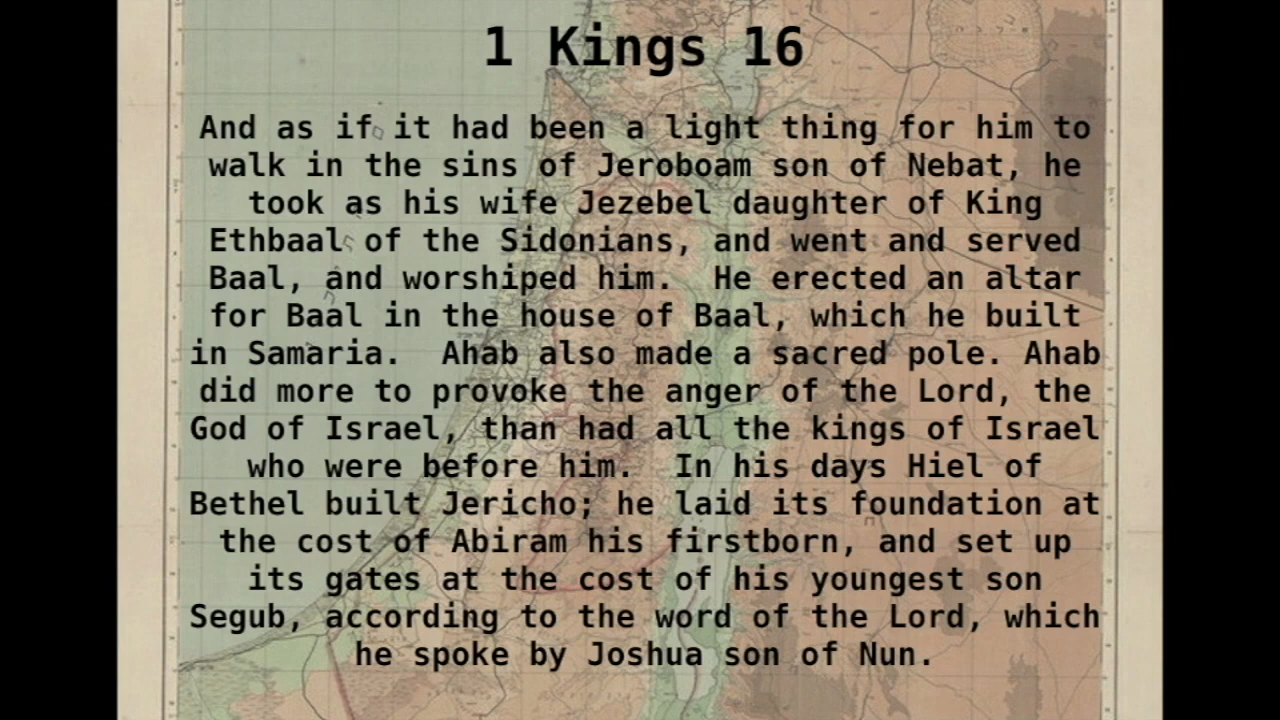 1 Kings 16
And as if it had been a light thing for him to
walk in the sins of Jeroboam son of Nebat, he
took as his wife Jezebel daughter of King
Ethbaal of the Sidonians, and went and served
Baal, and worshiped him.  He erected an altar
for Baal in the house of Baal, which he built
in Samaria.  Ahab also made a sacred pole. Ahab
did more to provoke the anger of the Lord, the
God of Israel, than had all the kings of Israel
who were before him.  In his days Hiel of
Bethel built Jericho; he laid its foundation at
the cost of Abiram his firstborn, and set up
its gates at the cost of his youngest son
Segub, according to the word of the Lord, which
he spoke by Joshua son of Nun.